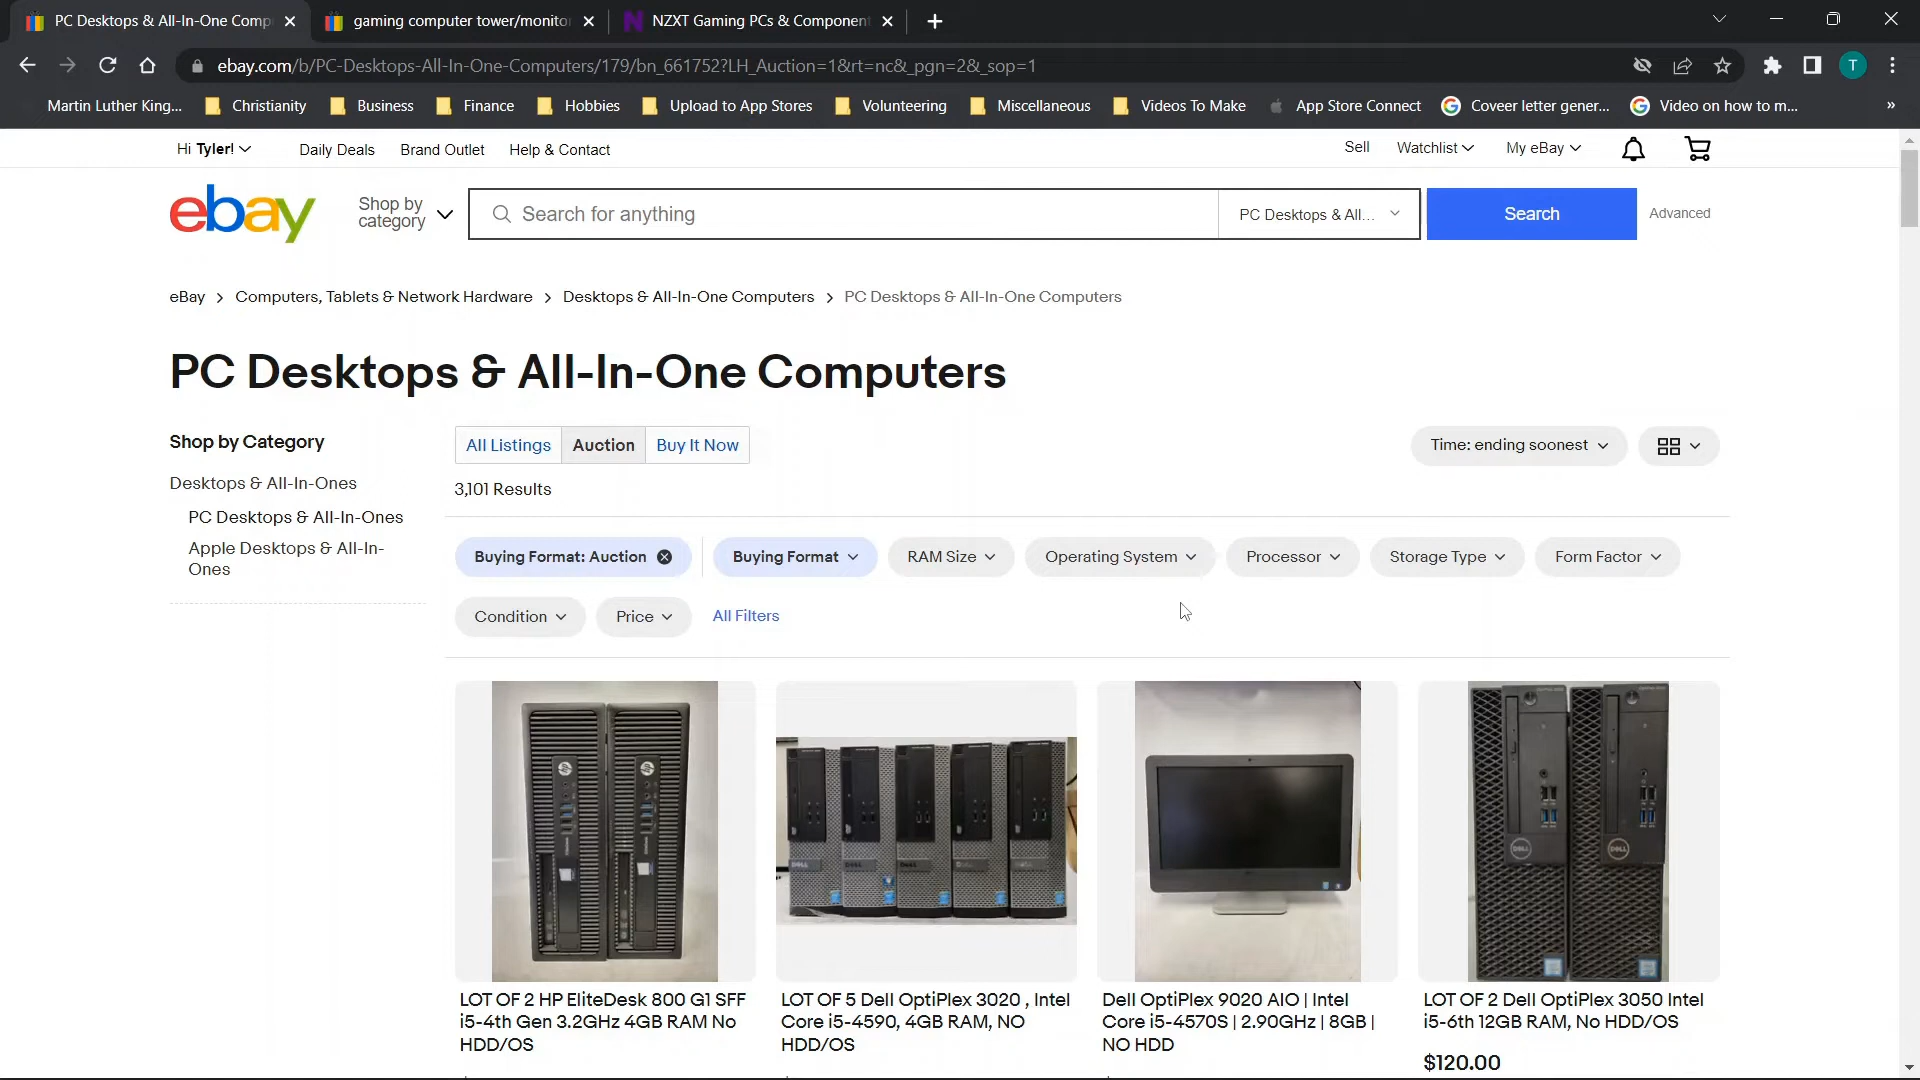 PC Desktops & All-In-One Comp
gaming computer tower/monito
NZXT Gaming PCs & Component
ebay.com/b/PC-Desktops-All-In-One-Computers/179/bn_661752?LH_Auction=1&rt=nc&_pgn=2&_sop=1
T
Martin Luther King...
Christianity
Business
Finance
Hobbies
Upload to App Stores
Volunteering
Miscellaneous
Videos To Make
App Store Connect
Coveer letter gener...
Video on how to m...
»
Hi Tyler!
Daily Deals
Brand Outlet
Help & Contact
Sell
Watchlist
My eBay
ebay
Shop by
category
Search for anything
PC Desktops & All...
Search
Advanced
eBay > Computers, Tablets & Network Hardware > Desktops & All-In-One Computers > PC Desktops & All-In-One Computers
PC Desktops & All-In-One Computers
Shop by Category
Desktops & All-In-Ones
PC Desktops & All-In-Ones
Apple Desktops & All-In-
Ones
All Listings
Auction
Buy It Now
Time: ending soonest
3,101 Results
Buying Format: Auction
Buying Format
RAM Size
Operating System
Processor
Storage Type
Form Factor
Condition
Price
All Filters
LOT OF 2 HP EliteDesk 800 G1 SFF
i5-4th Gen 3.2GHz 4GB RAM No
HDD/OS
LOT OF 5 Dell OptiPlex 3020 , Intel
Core i5-4590, 4GB RAM, NO
HDD/OS
Dell OptiPlex 9020 AIO | Intel
Core i5-4570S | 2.90GHz | 8GB |
NO HDD
LOT OF 2 Dell OptiPlex 3050 Intel
i5-6th 12GB RAM, No HDD/OS
$120.00